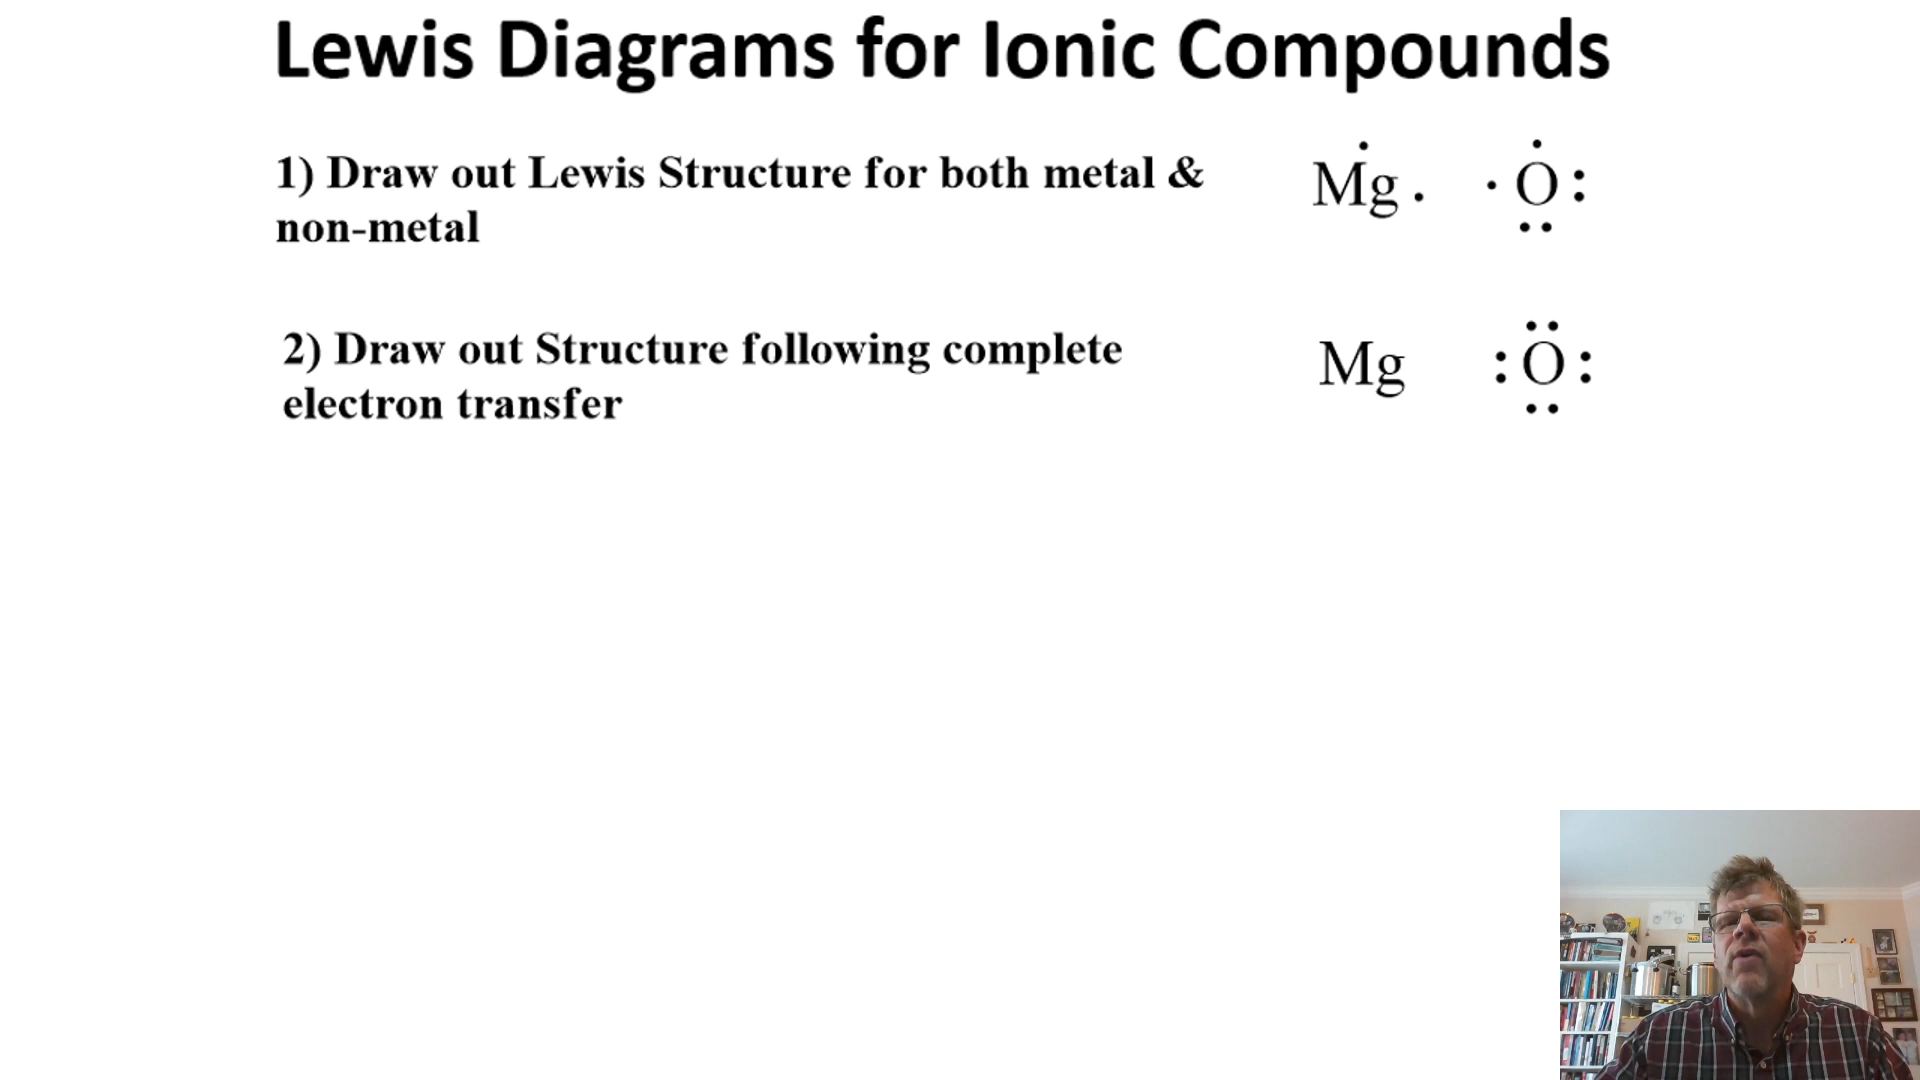 Lewis Diagrams for Ionic Compounds
1) Draw out Lewis Structure for both metal &
non-metal
Mg O
2) Draw out Structure following complete
electron transfer
Mg O